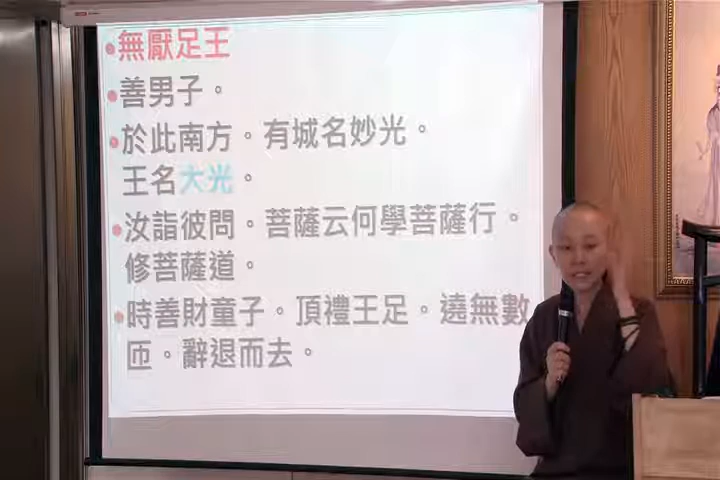 •無厭足王
•善男子。
•於此南方。有城名妙光。
王名大光。
•汝詣彼問。菩薩云何學菩薩行。
修菩薩道。
•時善財童子。頂禮王足。遶無數
匝。辭退而去。